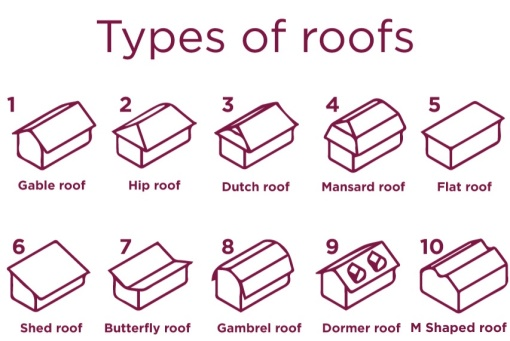 Types of roofs
1 2 3 4 5
Gable roof Hip roof Dutch roof Mansard roof Flat roof
6 7 8 9 10
Shed roof Butterfly roof Gambrel roof Dormer roof M Shaped roof